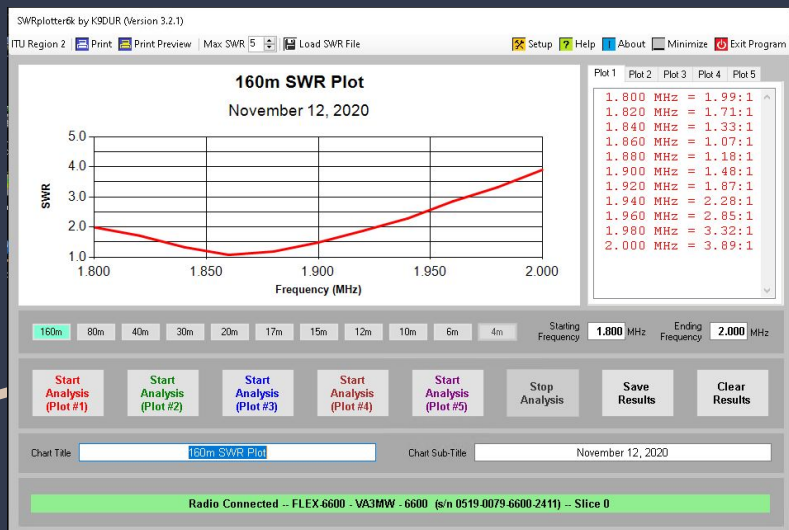 SWRplotter6k by K9DUR (Version 3.2.1)
ITU Region 2 Print Print Preview Max SWR 5 Load SWR File Setup ? Help About Minimize Exit Program
160m SWR Plot
November 12, 2020
5.0
4.0
3.0
2.0
1.0
SWR
1.800 1.850 1.900 1.950 2.000
Frequency (MHz)
Plot 1 Plot 2 Plot 3 Plot 4 Plot 5
1.800 MHz = 1.99:1
1.820 MHz = 1.71:1
1.840 MHz = 1.33:1
1.860 MHz = 1.07:1
1.880 MHz = 1.18:1
1.900 MHz = 1.48:1
1.920 MHz = 1.87:1
1.940 MHz = 2.28:1
1.960 MHz = 2.85:1
1.980 MHz = 3.32:1
2.000 MHz = 3.89:1
160m 80m 40m 30m 20m 17m 15m 12m 10m 6m 4m
Starting
Frequency
1.800 MHz
Ending
Frequency
2.000 MHz
Start
Analysis
(Plot #1)
Start
Analysis
(Plot #2)
Start
Analysis
(Plot #3)
Start
Analysis
(Plot #4)
Start
Analysis
(Plot #5)
Stop
Analysis
Save
Results
Clear
Results
Chart Title 160m SWR Plot Chart Sub-Title November 12, 2020
Radio Connected -- FLEX-6600 - VA3MW - 6600 (s/n 0519-0079-6600-2411) -- Slice 0